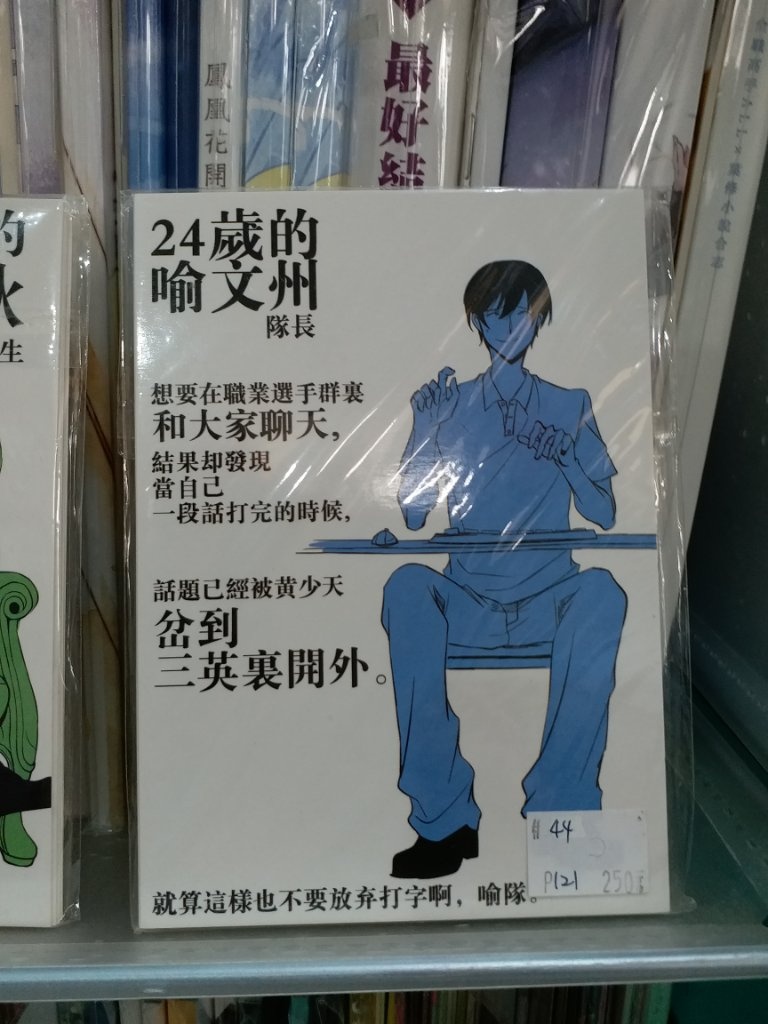 鳳凰花開
最好結
的
火
生
24歲的
喻文州
隊長
想要在職業選手群裏
和大家聊天，
結果却發現
當自己
一段話打完的時候，
話題已經被黄少天
岔到
三英裏開外。
就算這樣也不要放弃打字啊，喻隊。
44
P121 250